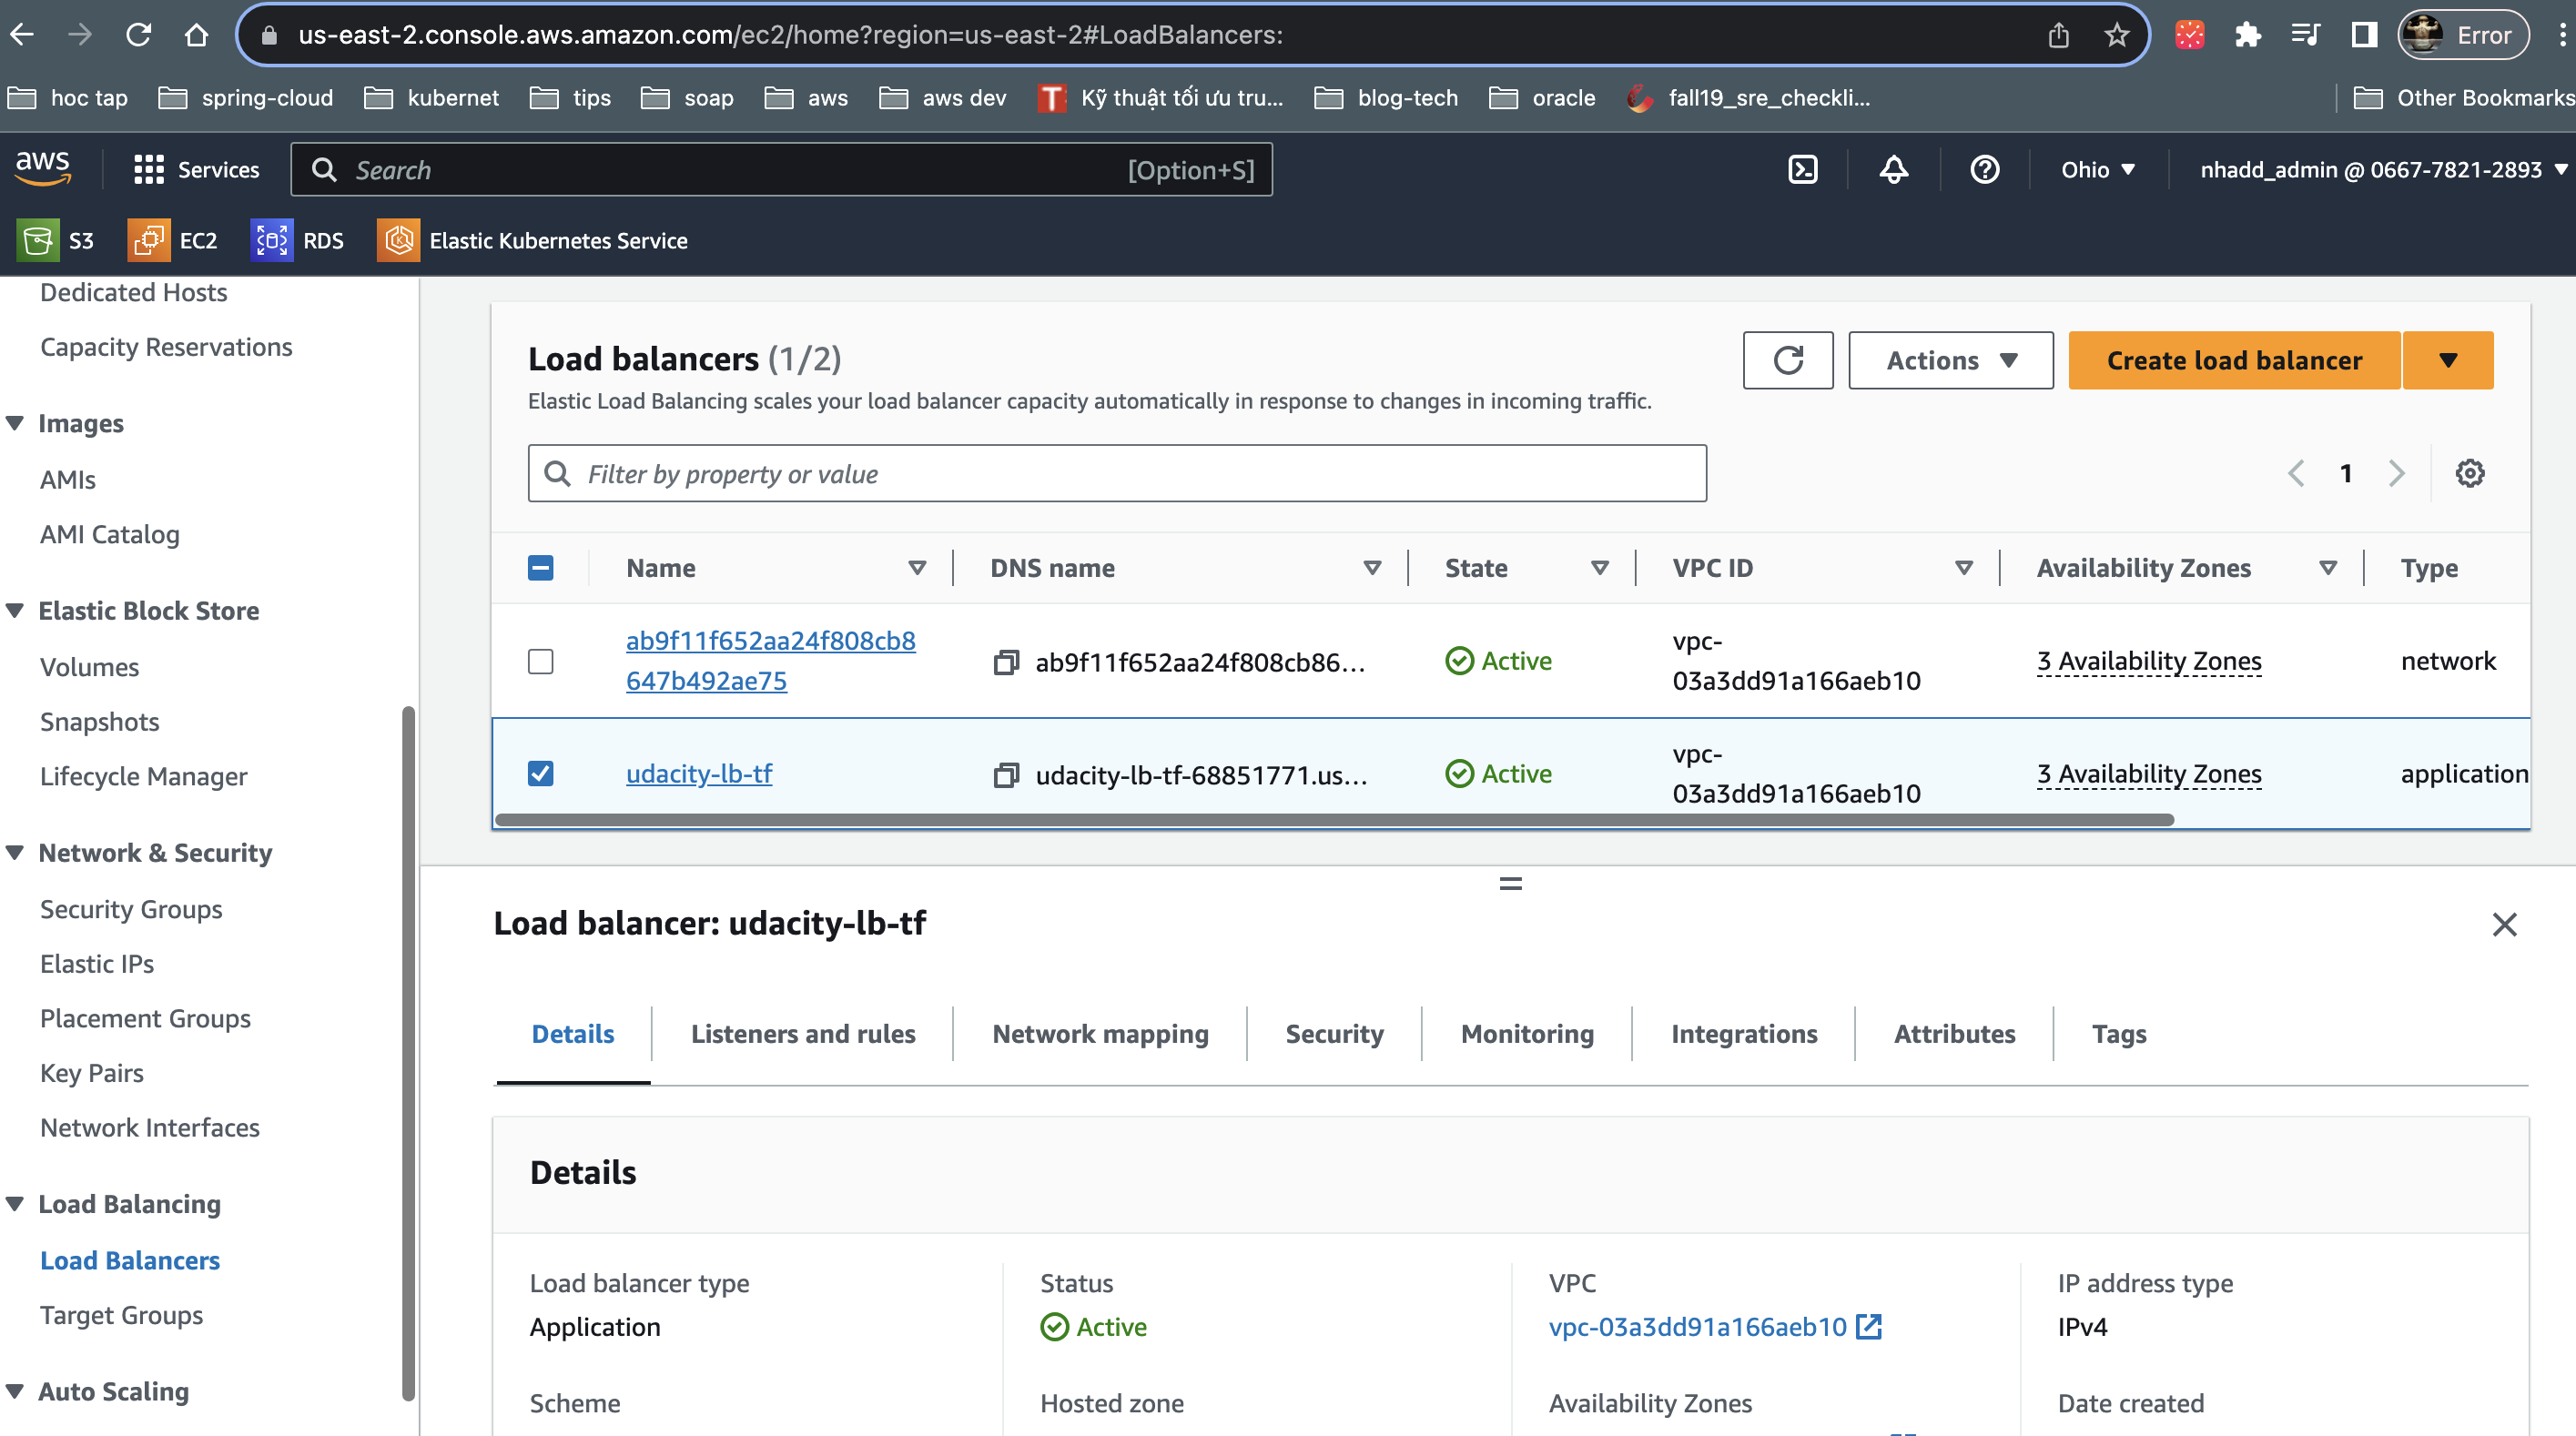 us-east-2.console.aws.amazon.com/ec2/home?region=us-east-2#LoadBalancers:
Error
hoc tap
spring-cloud
kubernet
tips
soap
aws
aws dev
Kỹ thuật tối ưu tru...
blog-tech
oracle
fall19_sre_checkli...
Other Bookmarks
aws
Services
Search
[Option+S]
Ohio
nhadd_admin @ 0667-7821-2893
S3
EC2
RDS
Elastic Kubernetes Service
Dedicated Hosts
Capacity Reservations
Images
AMIs
AMI Catalog
Elastic Block Store
Volumes
Snapshots
Lifecycle Manager
Network & Security
Security Groups
Elastic IPs
Placement Groups
Key Pairs
Network Interfaces
Load Balancing
Load Balancers
Target Groups
Auto Scaling
Load balancers (1/2)
Elastic Load Balancing scales your load balancer capacity automatically in response to changes in incoming traffic.
Actions
Create load balancer
Filter by property or value
1
Name
DNS name
State
VPC ID
Availability Zones
Type
ab9f11f652aa24f808cb8
647b492ae75
ab9f11f652aa24f808cb86...
Active
vpc-
03a3dd91a166aeb10
3 Availability Zones
network
udacity-lb-tf
udacity-lb-tf-68851771.us...
Active
vpc-
03a3dd91a166aeb10
3 Availability Zones
application
Load balancer: udacity-lb-tf
Details
Listeners and rules
Network mapping
Security
Monitoring
Integrations
Attributes
Tags
Details
Load balancer type
Application
Status
Active
VPC
vpc-03a3dd91a166aeb10
IP address type
IPv4
Scheme
Hosted zone
Availability Zones
Date created